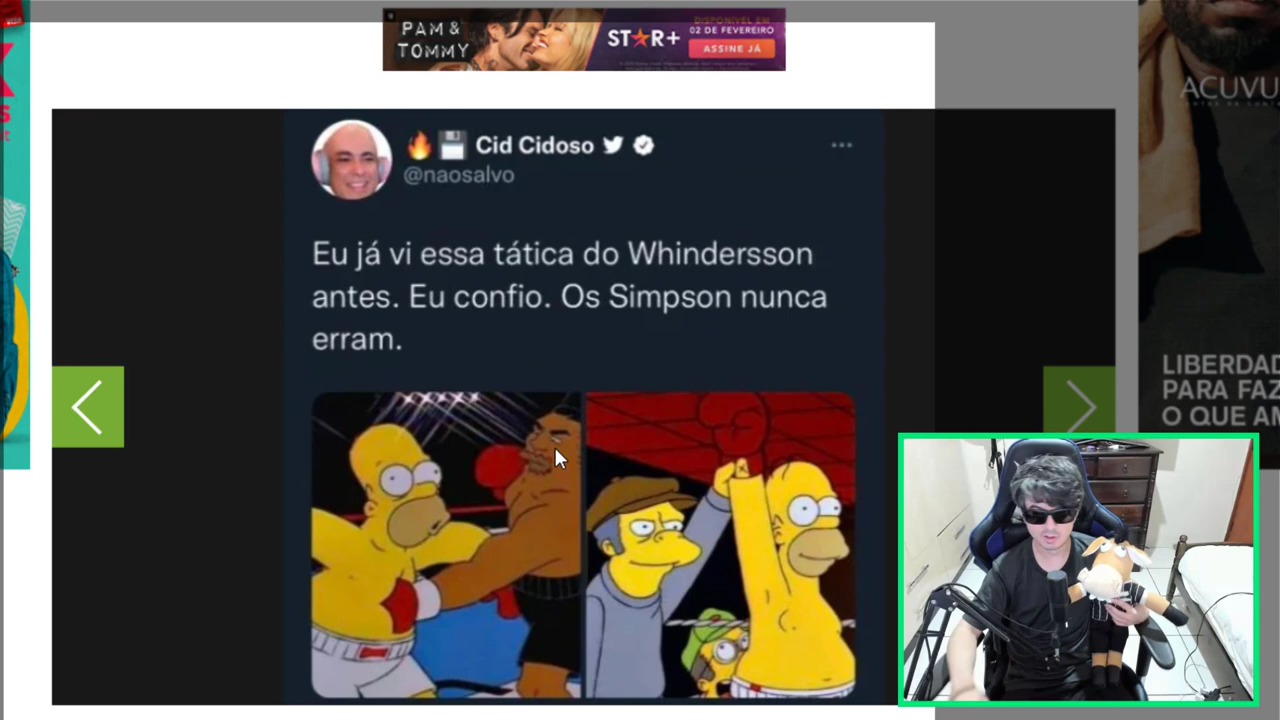 PAM &
TOMMY
STAR+
DISPONÍVEL EM
02 DE FEVEREIRO
ASSINE JÁ
ACUVU
Cid Cidoso
@naosalvo
Eu já vi essa tática do Whindersson
antes. Eu confio. Os Simpson nunca
erram.
LIBERDAD
PARA FAZ
O QUE AM